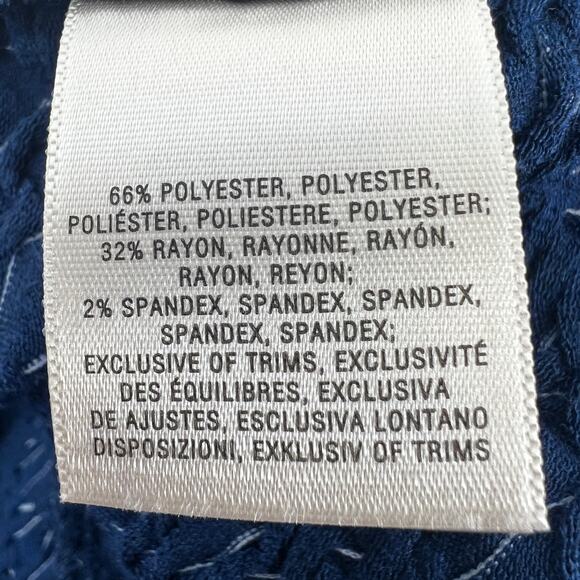 66% POLYESTER, POLYESTER,
POLIÉSTER, POLIESTERE, POLYESTER;
32% RAYON, RAYONNE, RAYÓN,
RAYON, REYON;
2% SPANDEX, SPANDEX, SPANDEX,
SPANDEX, SPANDEX;
EXCLUSIVE OF TRIMS, EXCLUSIVITÉ
DES ÉQUILIBRES, EXCLUSIVA
DE AJUSTES, ESCLUSIVA LONTANO
DISPOSIZIONI, EXKLUSIV OF TRIMS